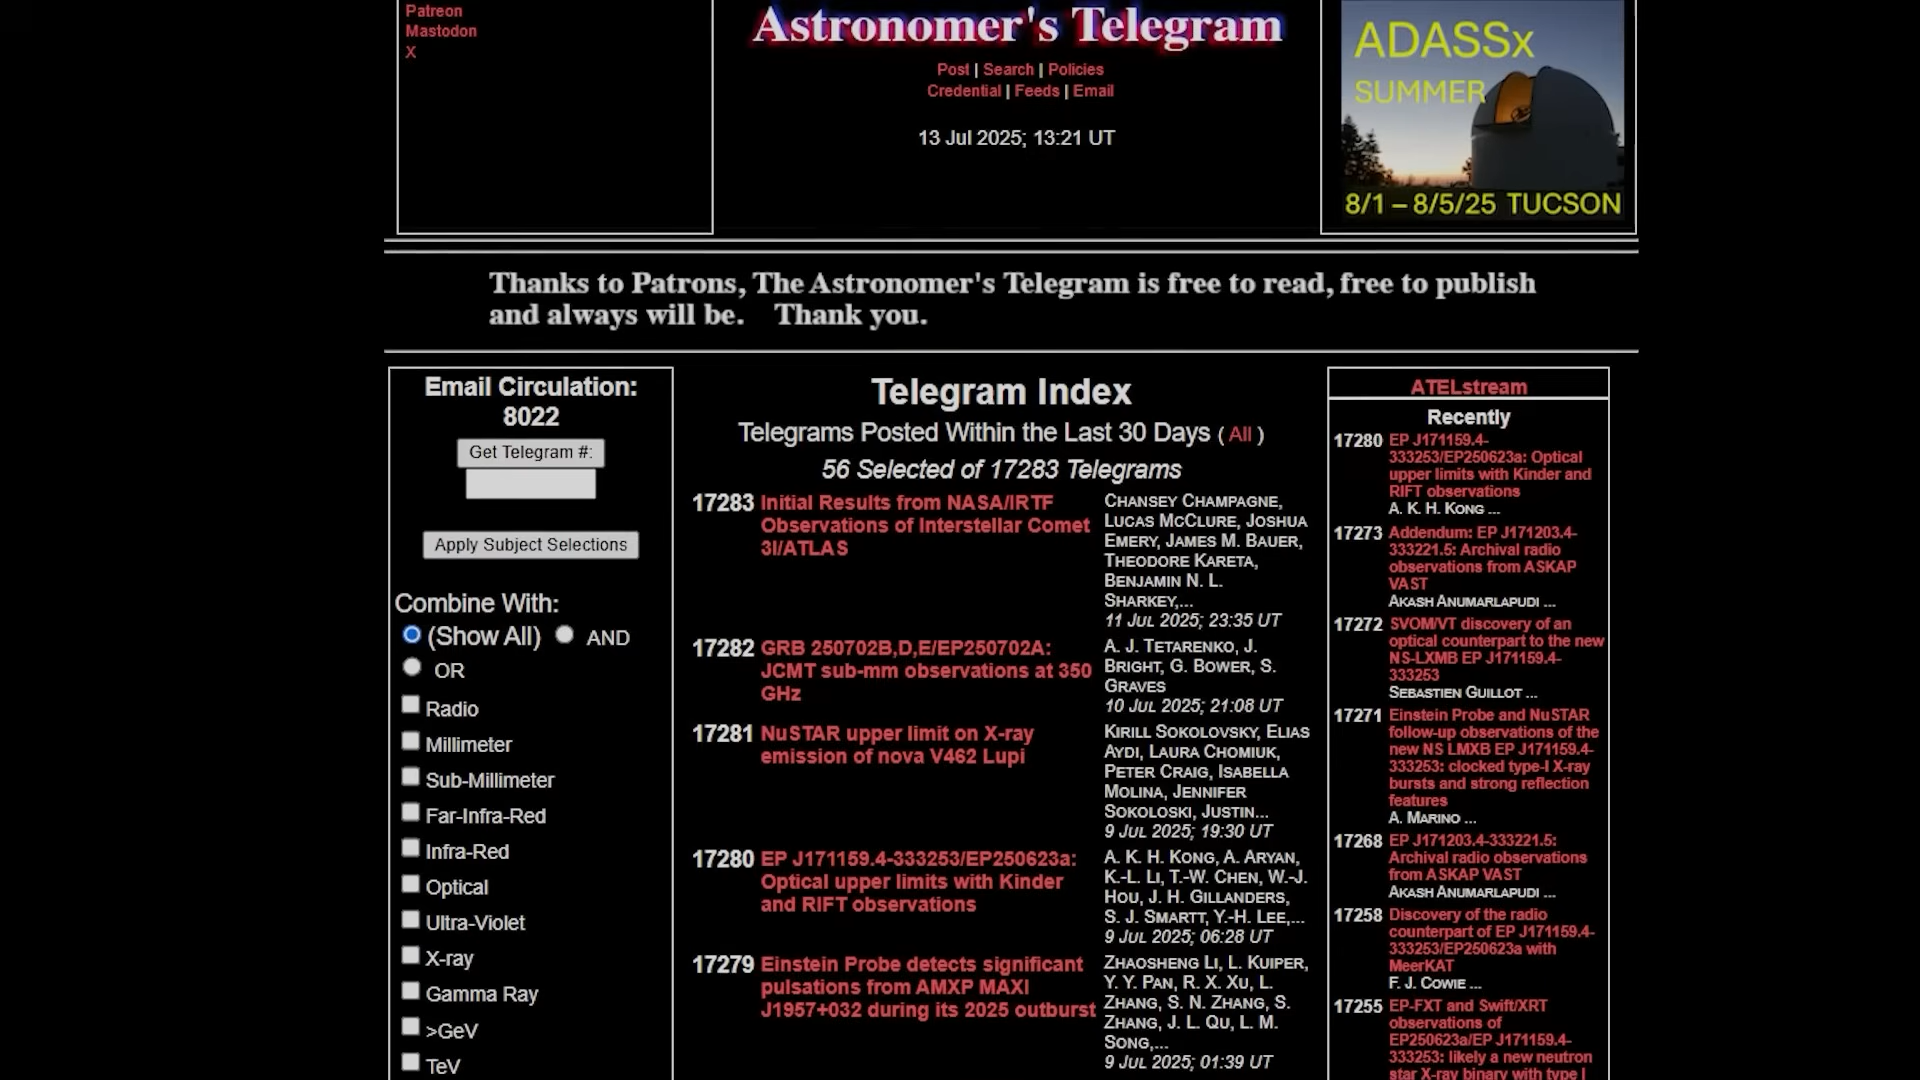 Patreon
Mastodon
X
Astronomer's Telegram
Post | Search | Policies
Credential | Feeds | Email
13 Jul 2025; 13:21 UT
ADASSx
SUMMER
8/1 – 8/5/25 TUCSON
Thanks to Patrons, The Astronomer's Telegram is free to read, free to publish
and always will be. Thank you.
Email Circulation:
8022
Get Telegram #:
Apply Subject Selections
Combine With:
(Show All) AND
OR
Radio
Millimeter
Sub-Millimeter
Far-Infra-Red
Infra-Red
Optical
Ultra-Violet
X-ray
Gamma Ray
>GeV
TeV
Telegram Index
Telegrams Posted Within the Last 30 Days ( All )
56 Selected of 17283 Telegrams
17283 Initial Results from NASA/IRTF
Observations of Interstellar Comet
3I/ATLAS
Chansey Champagne,
Lucas McClure, Joshua
Emery, James M. Bauer,
Theodore Kareta,
Benjamin N. L.
Sharkey,...
11 Jul 2025; 23:35 UT
17282 GRB 250702B,D,E/EP250702A:
JCMT sub-mm observations at 350
GHz
A. J. Tetarenko, J.
Bright, G. Bower, S.
Graves
10 Jul 2025; 21:08 UT
17281 NuSTAR upper limit on X-ray
emission of nova V462 Lupi
Kirill Sokolovsky, Elias
Aydi, Laura Chomiuk,
Peter Craig, Isabella
Molina, Jennifer
Sokoloski, Justin...
9 Jul 2025; 19:30 UT
17280 EP J171159.4-333253/EP250623a:
Optical upper limits with Kinder
and RIFT observations
A. K. H. Kong, A. Aryan,
K.-L. Li, T.-W. Chen, W.-J.
Hou, J. H. Gillanders,
S. J. Smartt, Y.-H. Lee,...
9 Jul 2025; 06:28 UT
17279 Einstein Probe detects significant
pulsations from AMXP MAXI
J1957+032 during its 2025 outburst
Zhaosheng Li, L. Kuiper,
Y. Y. Pan, R. X. Xu, L.
Zhang, S. N. Zhang, S.
Zhang, J. L. Qu, L. M.
Song,...
9 Jul 2025; 01:39 UT
ATELstream
Recently
17280 EP J171159.4-
333253/EP250623a: Optical
upper limits with Kinder and
RIFT observations
A. K. H. Kong ...
17273 Addendum: EP J171203.4-
333221.5: Archival radio
observations from ASKAP
VAST
Akash Anumarlapudi ...
17272 SVOM/VT discovery of an
optical counterpart to the new
NS-LXMB EP J171159.4-
333253
Sebastien Guillot ...
17271 Einstein Probe and NuSTAR
follow-up observations of the
new NS LMXB EP J171159.4-
333253: clocked type-I X-ray
bursts and strong reflection
features
A. Marino ...
17268 EP J171203.4-333221.5:
Archival radio observations
from ASKAP VAST
Akash Anumarlapudi ...
17258 Discovery of the radio
counterpart of EP J171159.4-
333253/EP250623a with
MeerKAT
F. J. Cowie ...
17255 EP-FXT and Swift/XRT
observations of
EP250623a/EP J171159.4-
333253: likely a new neutron
star X-ray binary with type I